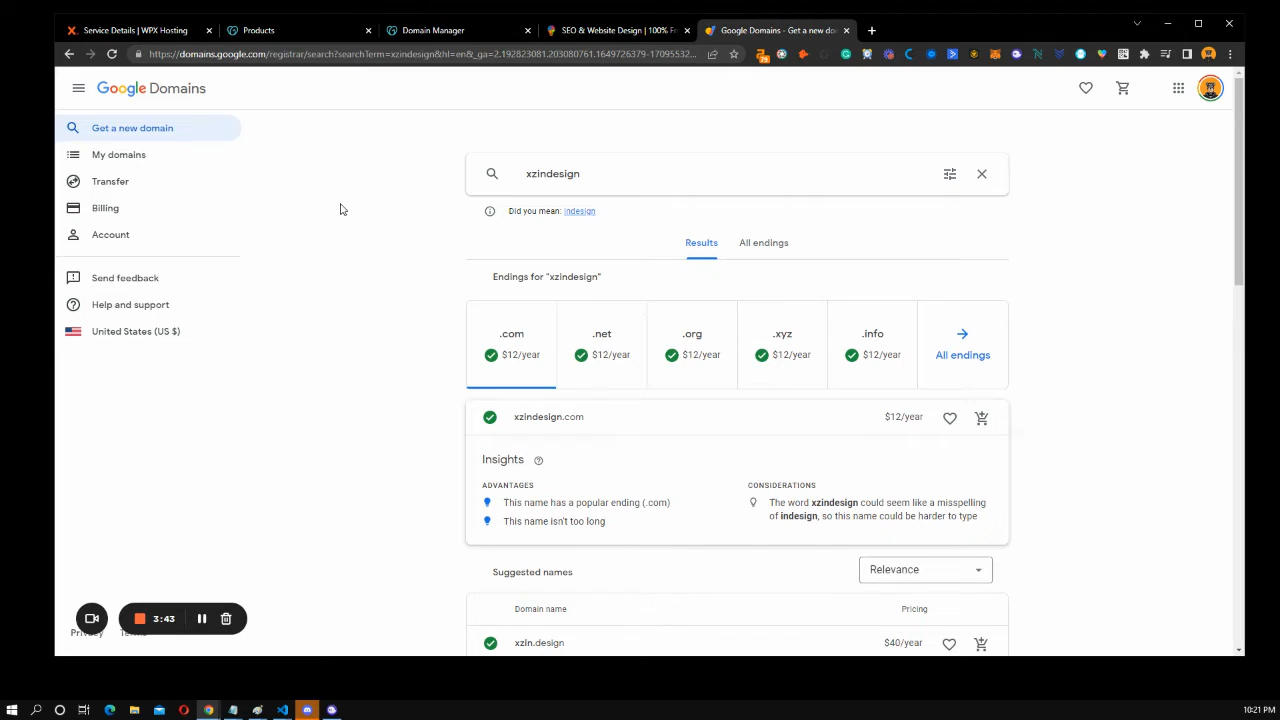 Service Details | WPX Hosting
Products
Domain Manager
SEO & Website Design | 100% F
Google Domains - Get a new do
https://domains.google.com/registrar/search?searchTerm=xzindesign&hl=en&_ga=2.192823081.203080761.1649726379-17095532...
Google Domains
Get a new domain
My domains
Transfer
Billing
Account
Send feedback
Help and support
United States (US $)
xzindesign
Did you mean: indesign
Results
All endings
Endings for "xzindesign"
.com
$12/year
.net
$12/year
.org
$12/year
.xyz
$12/year
.info
$12/year
All endings
xzindesign.com
$12/year
Insights
ADVANTAGES
This name has a popular ending (.com)
This name isn't too long
CONSIDERATIONS
The word xzindesign could seem like a misspelling
of indesign, so this name could be harder to type
Suggested names
Relevance
Domain name
Pricing
xzin.design
$40/year
3:43
Privacy
10:21 PM